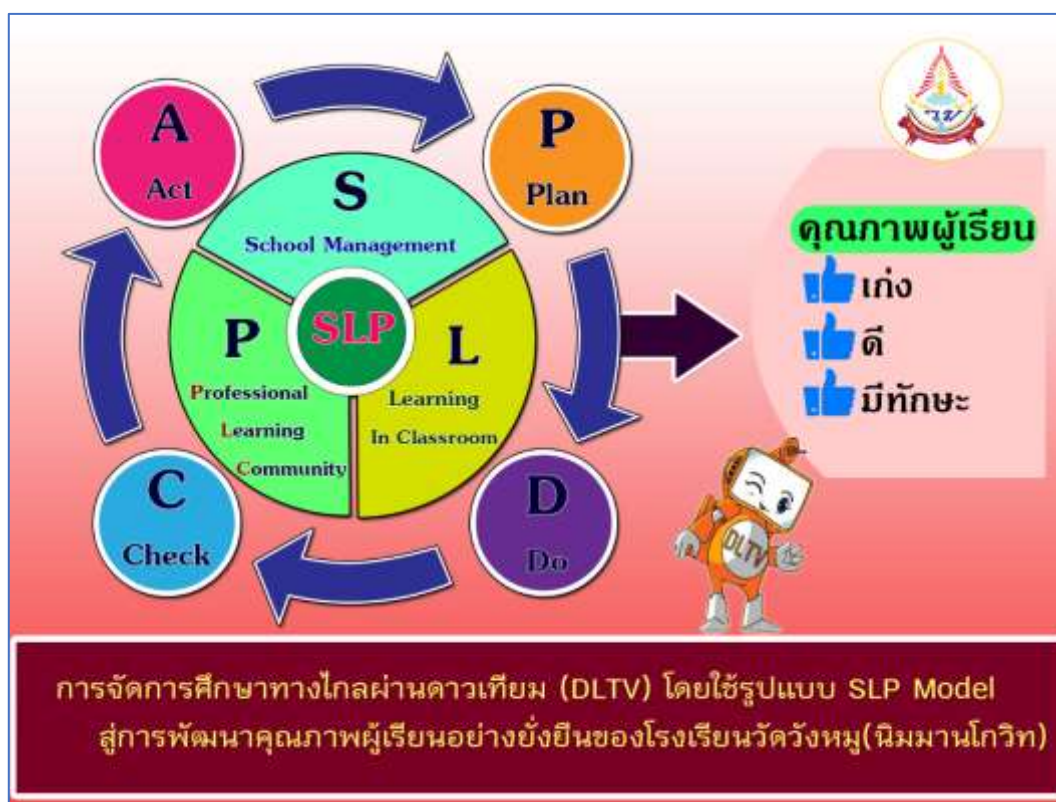 A
Act
P
Plan
S
School Management
SLP
P
Professional
Learning
Community
L
Learning
In Classroom
C
Check
D
Do
คุณภาพผู้เรียน
เก่ง
ดี
มีทักษะ
DLTV
การจัดการศึกษาทางไกลผ่านดาวเทียม (DLTV) โดยใช้รูปแบบ SLP Model
สู่การพัฒนาคุณภาพผู้เรียนอย่างยั่งยืนของโรงเรียนวัดวังหมู(นิมมานโกวิท)